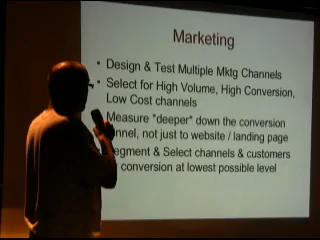 Marketing
• Design & Test Multiple Mktg Channels
• Select for High Volume, High Conversion,
Low Cost channels
Measure *deeper* down the conversion
nnel, not just to website / landing page
egment & Select channels & customers
conversion at lowest possible level